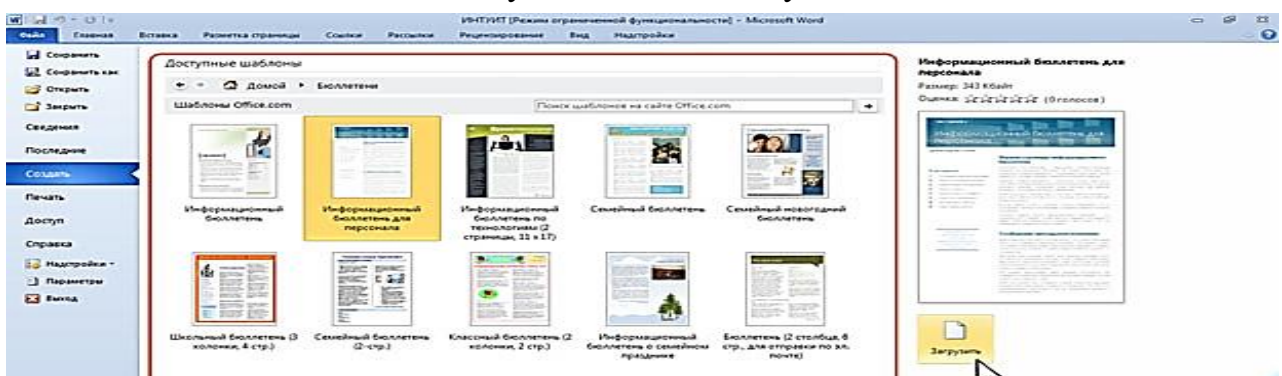 ИНТУИТ [Режим ограниченной функциональности] - Microsoft Word
Файл Главная Вставка Разметка страницы Ссылки Рассылки Рецензирование Вид Надстройки
Сохранить
Сохранить как
Открыть
Закрыть
Сведения
Последние
Создать
Печать
Доступ
Справка
Надстройки
Параметры
Выход
Доступные шаблоны
Домой Бюллетени
Шаблоны Office.com
Поиск шаблонов на сайте Office.com
Информационный
бюллетень
Информационный
бюллетень для
персонала
Информационный
бюллетень по
технологиям (2
страницы, 11 x 17)
Семейный бюллетень
Семейный новогодний
бюллетень
Школьный бюллетень (3
колонки, 4 стр.)
Семейный бюллетень
(2-стр.)
Классный бюллетень (2
колонки, 2 стр.)
Информационный
бюллетень о семейном
празднике
Бюллетень (2 столбца, 6
стр., для отправки по эл.
почте)
Информационный бюллетень для
персонала
Размер: 343 Кбайт
Оценка: (0 голосов)
Информационный бюллетень для
Загрузить